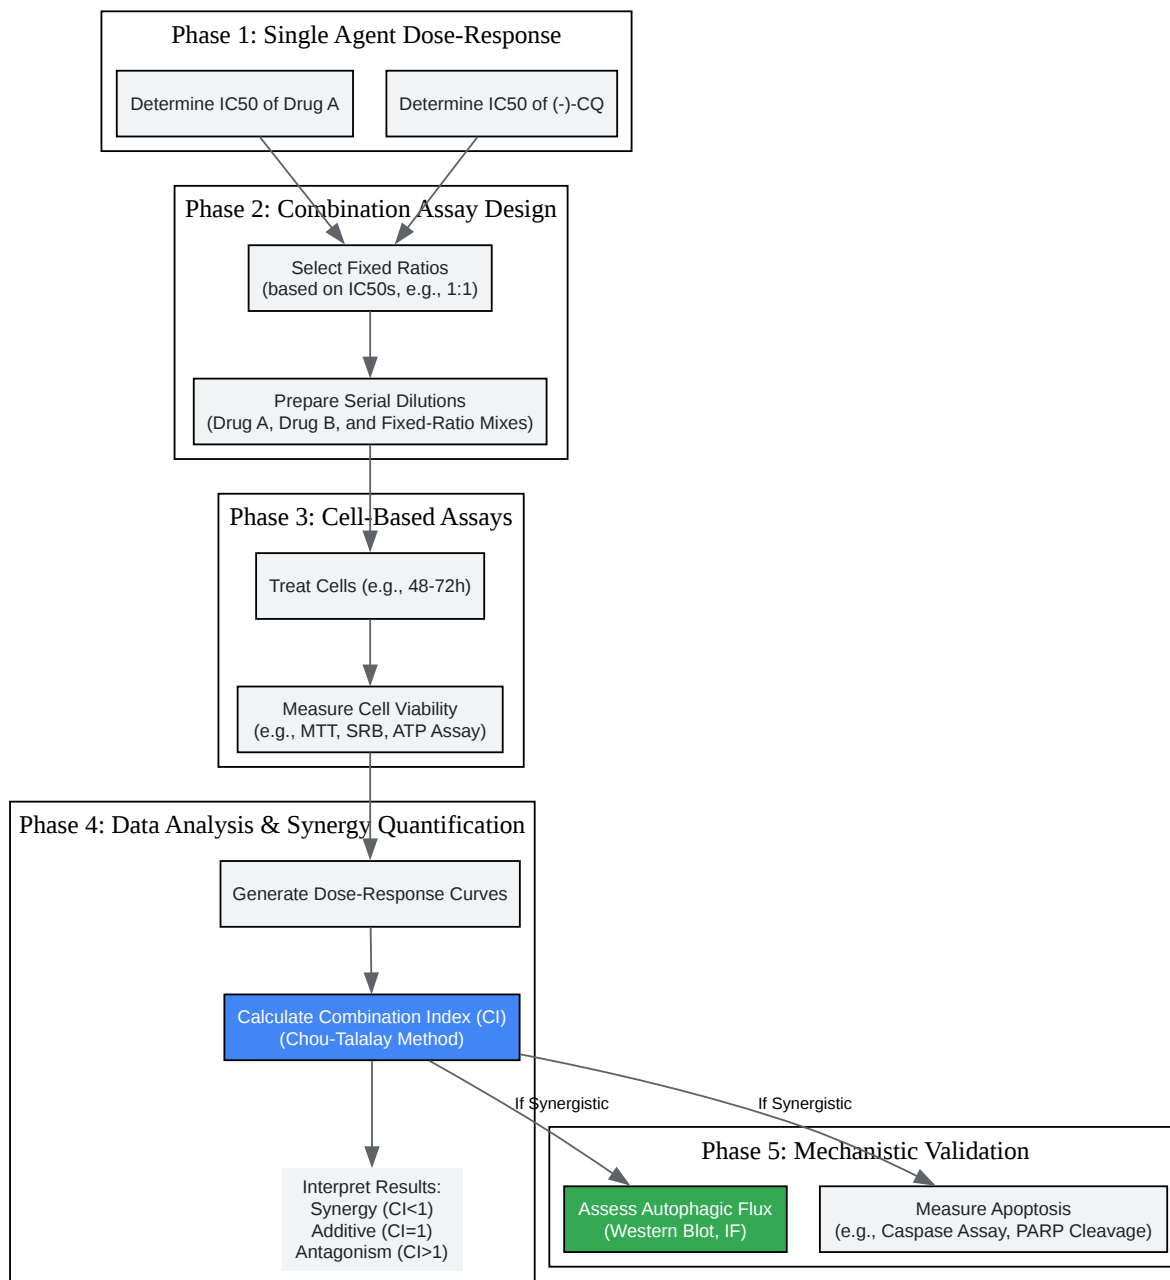 Phase 1: Single Agent Dose-Response
Determine IC50 of Drug A
Determine IC50 of (-)-CQ
Phase 2: Combination Assay Design
Select Fixed Ratios
(based on IC50s, e.g., 1:1)
Prepare Serial Dilutions
(Drug A, Drug B, and Fixed-Ratio Mixes)
Phase 3: Cell-Based Assays
Treat Cells (e.g., 48-72h)
Measure Cell Viability
(e.g., MTT, SRB, ATP Assay)
Phase 4: Data Analysis & Synergy Quantification
Generate Dose-Response Curves
Calculate Combination Index (CI)
(Chou-Talalay Method)
If Synergistic
If Synergistic
Interpret Results:
Synergy (CI<1)
Additive (CI=1)
Antagonism (CI>1)
Phase 5: Mechanistic Validation
Assess Autophagic Flux
(Western Blot, IF)
Measure Apoptosis
(e.g., Caspase Assay, PARP Cleavage)